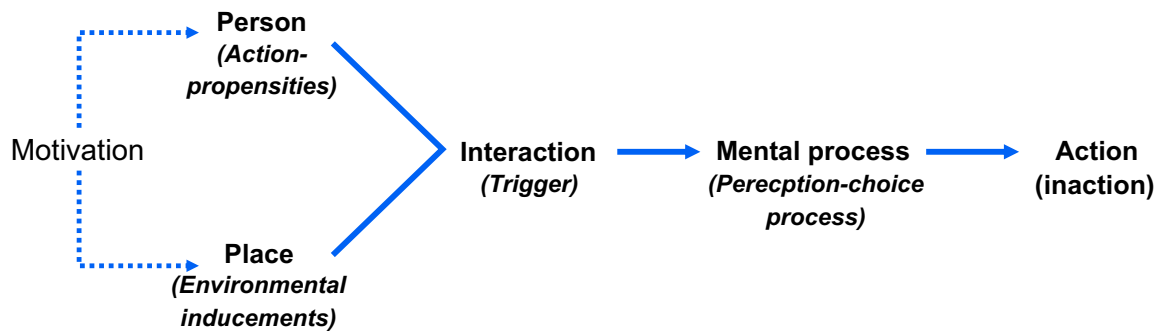 Person
(Action-
propensities)
Motivation
Interaction
(Trigger)
Mental process
(Perecption-choice
process)
Action
(inaction)
Place
(Environmental
inducements)